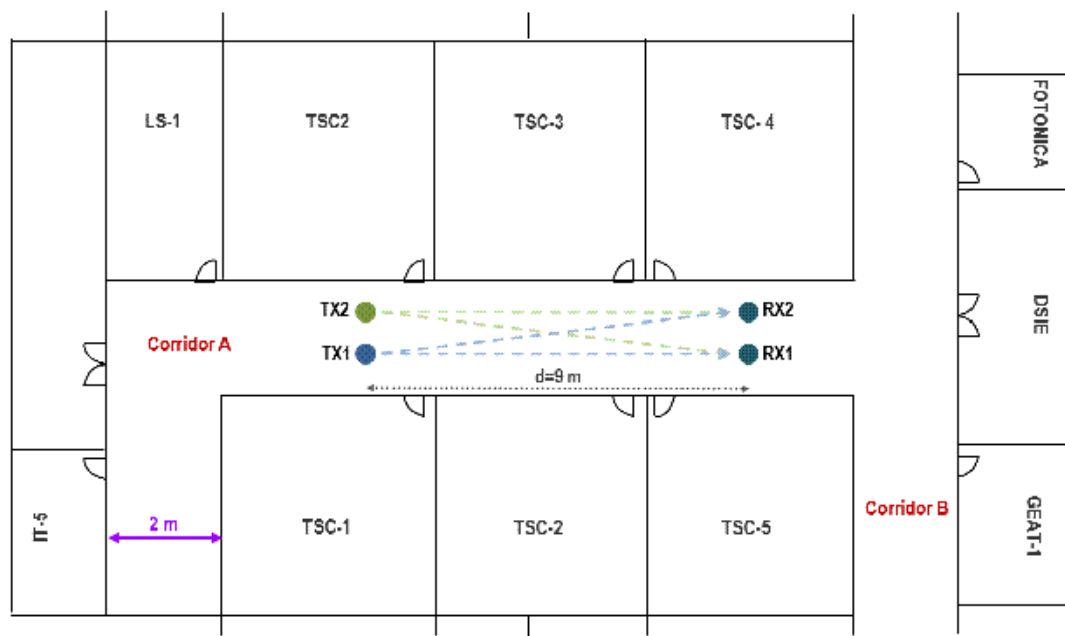 LS-1
TSC2
TSC-3
TSC- 4
FOTONICA
TX2
RX2
DSIE
Corridor A
TX1
RX1
d=9 m
IT-5
2 m
TSC-1
TSC-2
TSC-5
Corridor B
GEAT-1